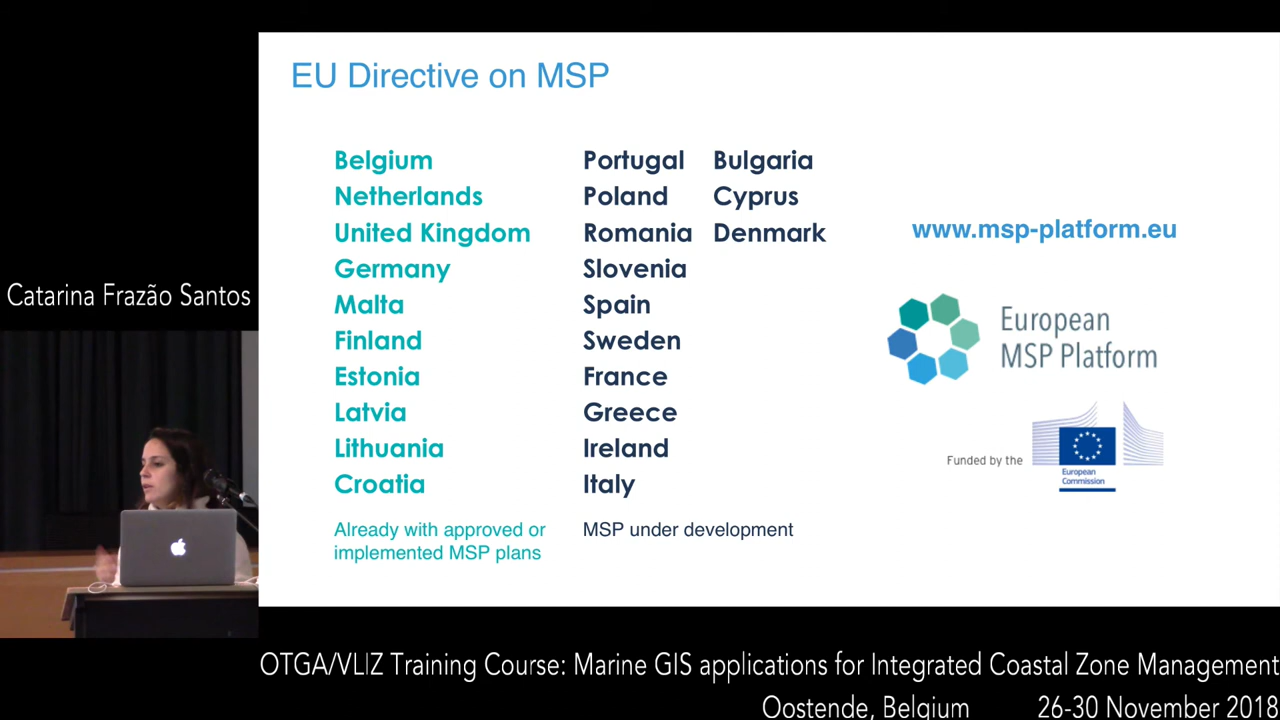 EU Directive on MSP
Belgium
Netherlands
United Kingdom
Germany
Malta
Finland
Estonia
Latvia
Lithuania
Croatia
Already with approved or
implemented MSP plans
Portugal
Poland
Romania
Slovenia
Spain
Sweden
France
Greece
Ireland
Italy
MSP under development
Bulgaria
Cyprus
Denmark
www.msp-platform.eu
European
MSP Platform
Funded by the
European
Commission
Catarina Frazão Santos
OTGA/VLIZ Training Course: Marine GIS applications for Integrated Coastal Zone Management
Oostende, Belgium 26-30 November 2018